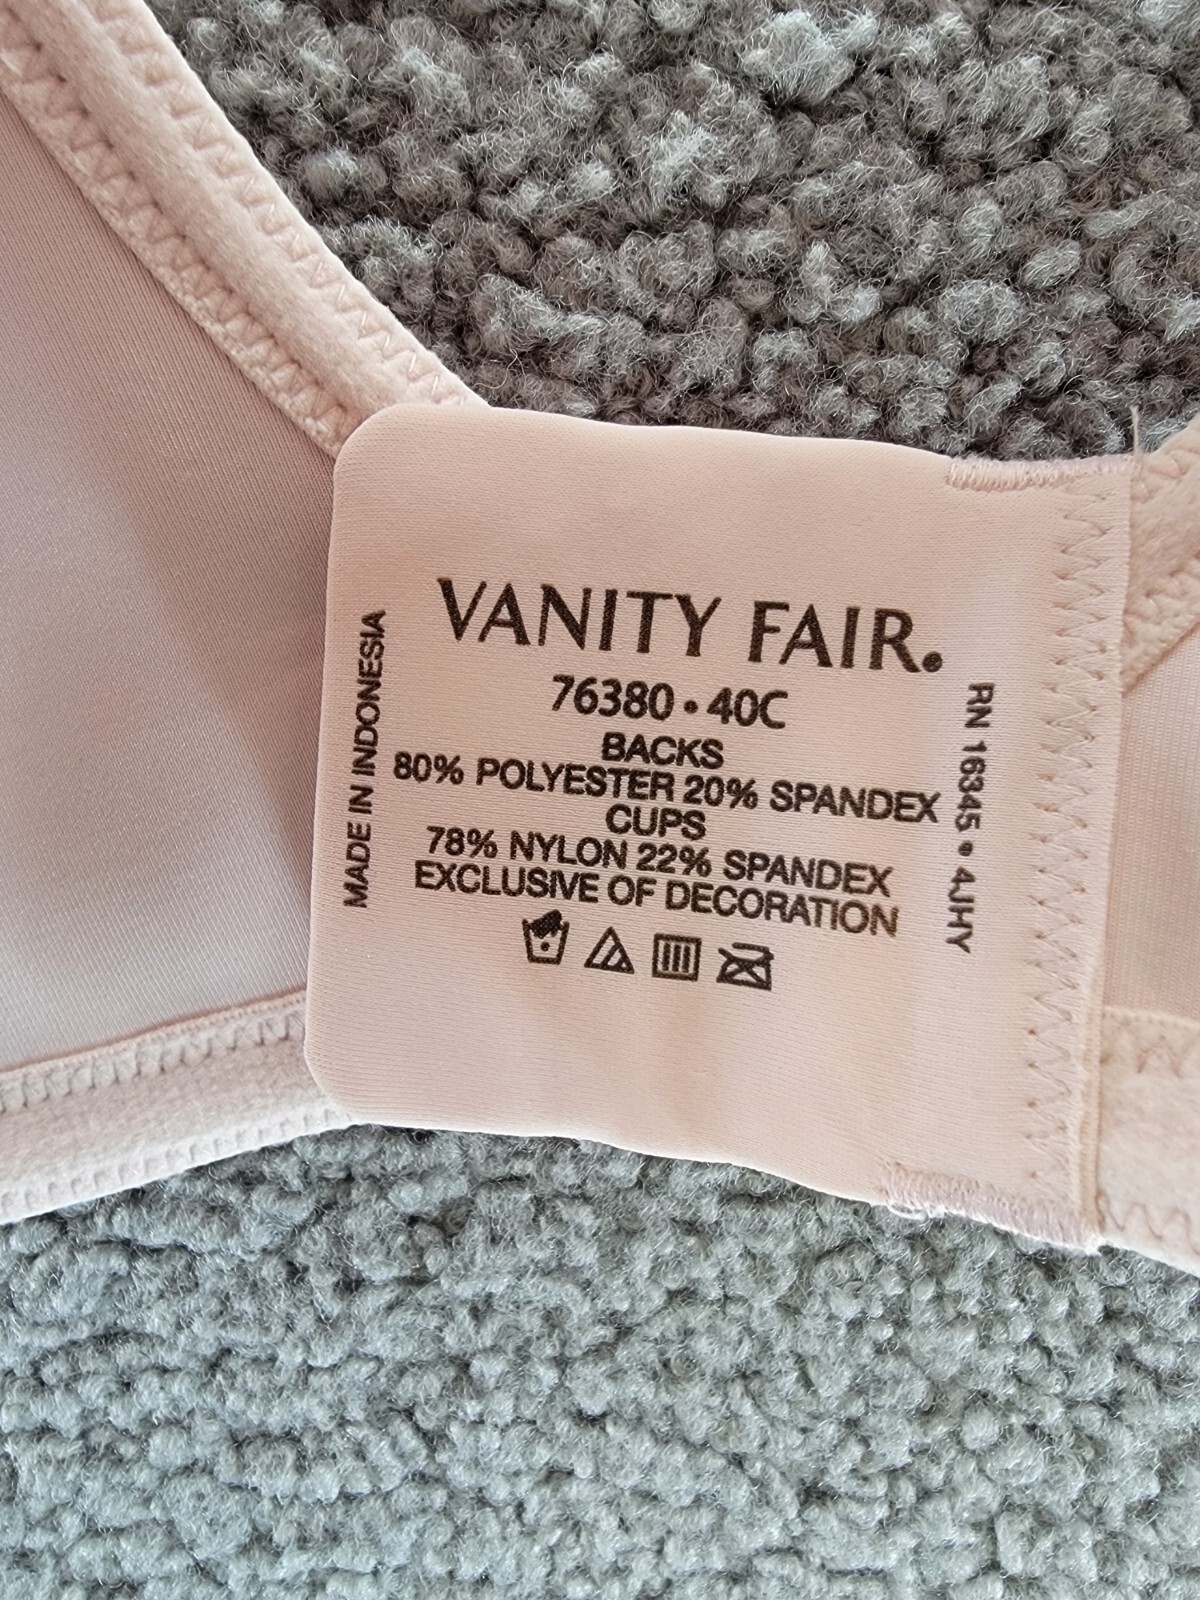 VANITY FAIR.
76380 • 40C
BACKS
80% POLYESTER 20% SPANDEX
CUPS
78% NYLON 22% SPANDEX
EXCLUSIVE OF DECORATION
MADE IN INDONESIA
RN 16345 • 4JHY